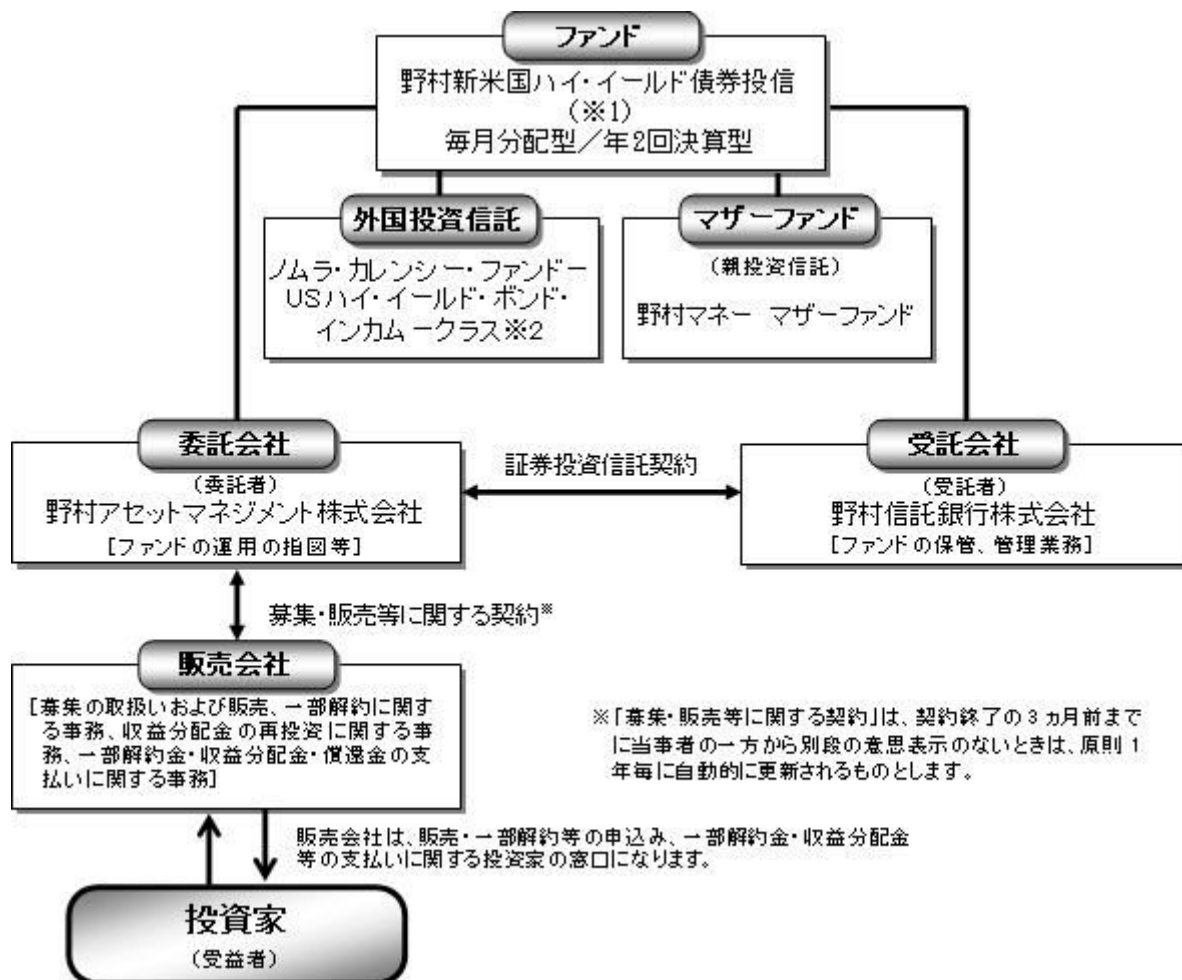 ファンド
野村新米国ハイ・イールド債券投信
(※1)
毎月分配型／年2回決算型
外国投資信託
ノムラ・カレンシー・ファンドー
USハイ・イールド・ボンド・
インカムークラス※2
マザーファンド
(親投資信託)
野村マネー マザーファンド
委託会社
(委託者)
野村アセットマネジメント株式会社
[ファンドの運用の指図等]
証券投資信託契約
受託会社
(受託者)
野村信託銀行株式会社
[ファンドの保管、管理業務]
募集・販売等に関する契約※
販売会社
[募集の取扱いおよび販売、一部解約に関す
る事務、収益分配金の再投資に関する事
務、一部解約金・収益分配金・償還金の支
払いに関する事務]
※「募集・販売等に関する契約」は、契約終了の3ヵ月前まで
に当事者の一方から別段の意思表示のないときは、原則1
年毎に自動的に更新されるものとします。
販売会社は、販売・一部解約等の申込み、一部解約金・収益分配金
等の支払いに関する投資家の窓口になります。
投資家
(受益者)